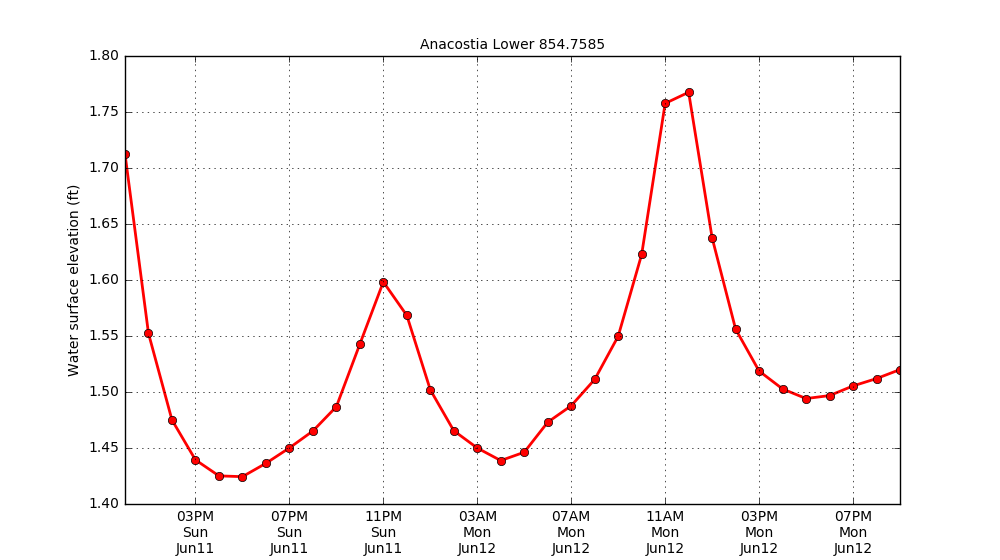 Anacostia Lower 854.7585
Water surface elevation (ft)
1.80
1.75
1.70
1.65
1.60
1.55
1.50
1.45
1.40
03PM 07PM 11PM 03AM 07AM 11AM 03PM 07PM
Sun Sun Sun Mon Mon Mon Mon Mon
Jun11 Jun11 Jun11 Jun12 Jun12 Jun12 Jun12 Jun12